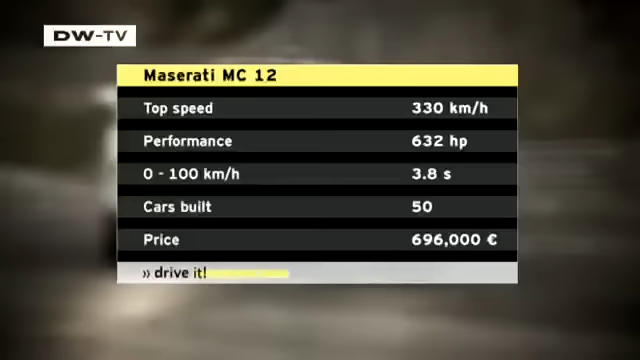 DW-TV
Maserati MC 12
Top speed 330 km/h
Performance 632 hp
0 - 100 km/h 3.8 s
Cars built 50
Price 696,000 €
» drive it!